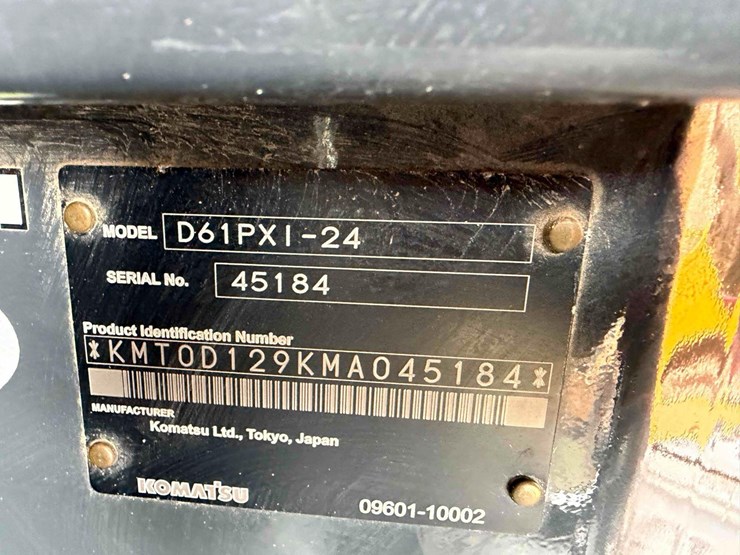 MODEL D61PXI-24
SERIAL No. 45184
Product Identification Number
*KMT0D129KMA045184*
MANUFACTURER
Komatsu Ltd., Tokyo, Japan
KOMATSU 09601-10002